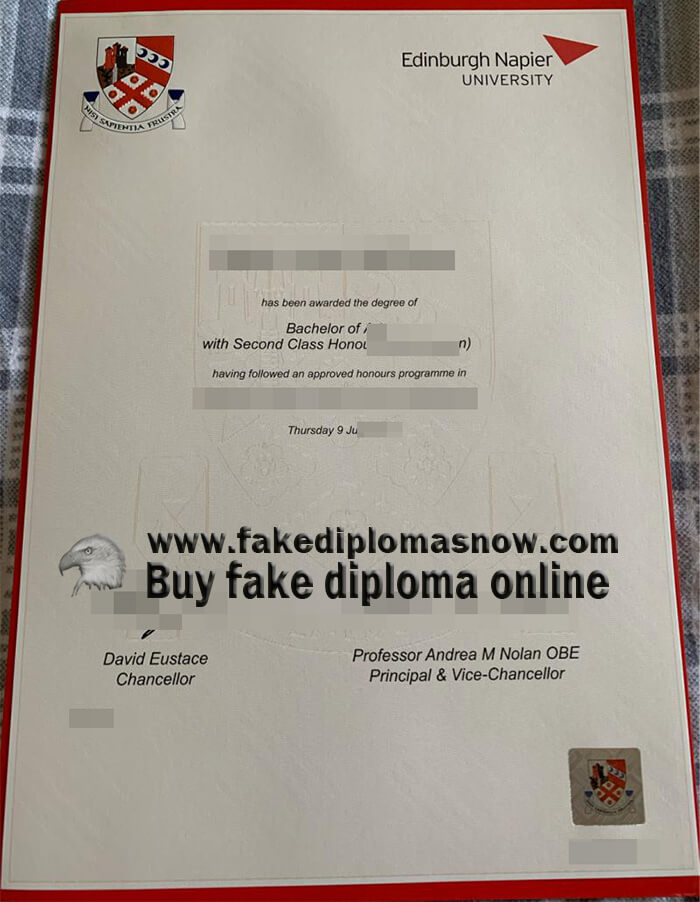 Edinburgh Napier
UNIVERSITY
NISI SAPIENTIA FRUSTRA
has been awarded the degree of
Bachelor of
with Second Class
having followed an approved honours programme in
Thursday 9
www.fakediplomasnow.com
Buy fake diploma online
David Eustace
Chancellor
Professor Andrea M Nolan OBE
Principal & Vice-Chancellor